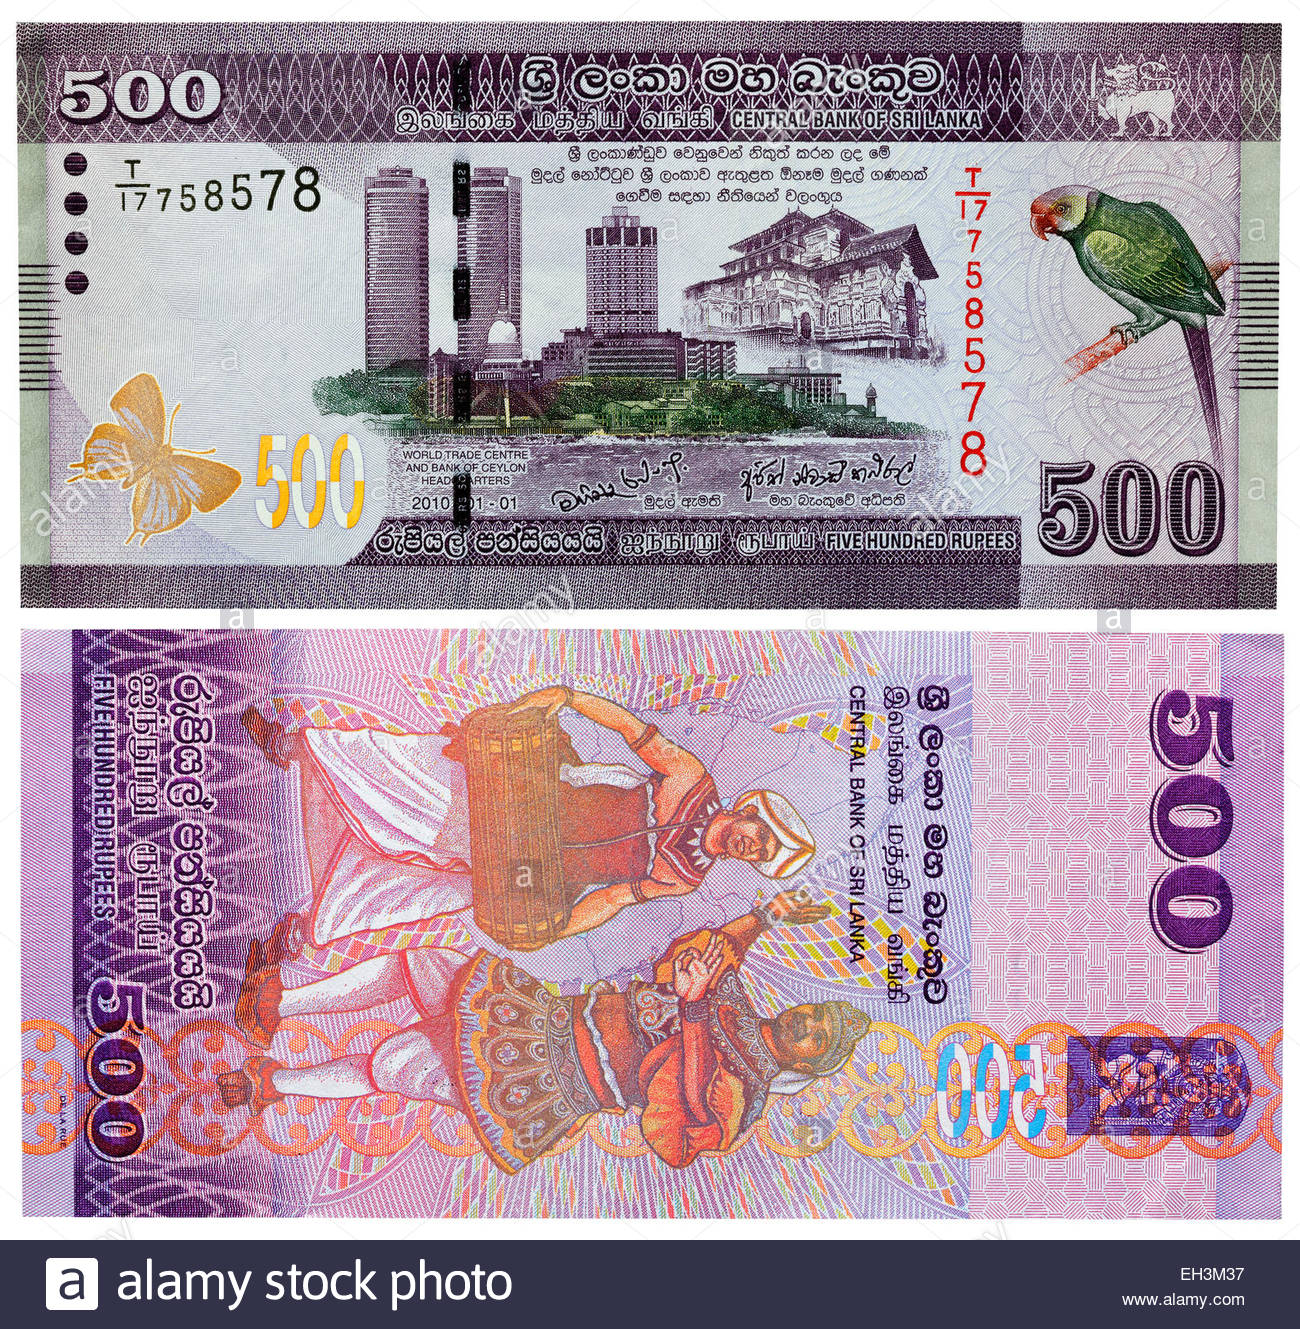 500
ශ්‍රී ලංකා මහ බැංකුව
இலங்கை மத்திய வங்கி CENTRAL BANK OF SRI LANKA
T/17 758578
ශ්‍රී ලංකාණ්ඩුව වෙනුවෙන් නිකුත් කරන ලද මේ
මුදල් නෝට්ටුව ශ්‍රී ලංකාව ඇතුළත ඕනෑම මුදල් ගණනක්
ගෙවීම සඳහා නීතියෙන් වලංගුය
T/17 758578
500
WORLD TRADE CENTRE
AND BANK OF CEYLON
HEADQUARTERS
2010-01-01
මුදල් ඇමති
මහ බැංකුවේ අධිපති
500
රුපියල් පන්සියයයි ஐந்நூறு ரூபாய் FIVE HUNDRED RUPEES
500
ශ්‍රී ලංකා මහ බැංකුව
இலங்கை மத்திய வங்கி
CENTRAL BANK OF SRI LANKA
500
රුපියල් පන්සියයයි
ஐந்நூறு ரூபாய்
FIVE HUNDRED RUPEES
500
DE LA RUE
a alamy stock photo
EH3M37
www.alamy.com